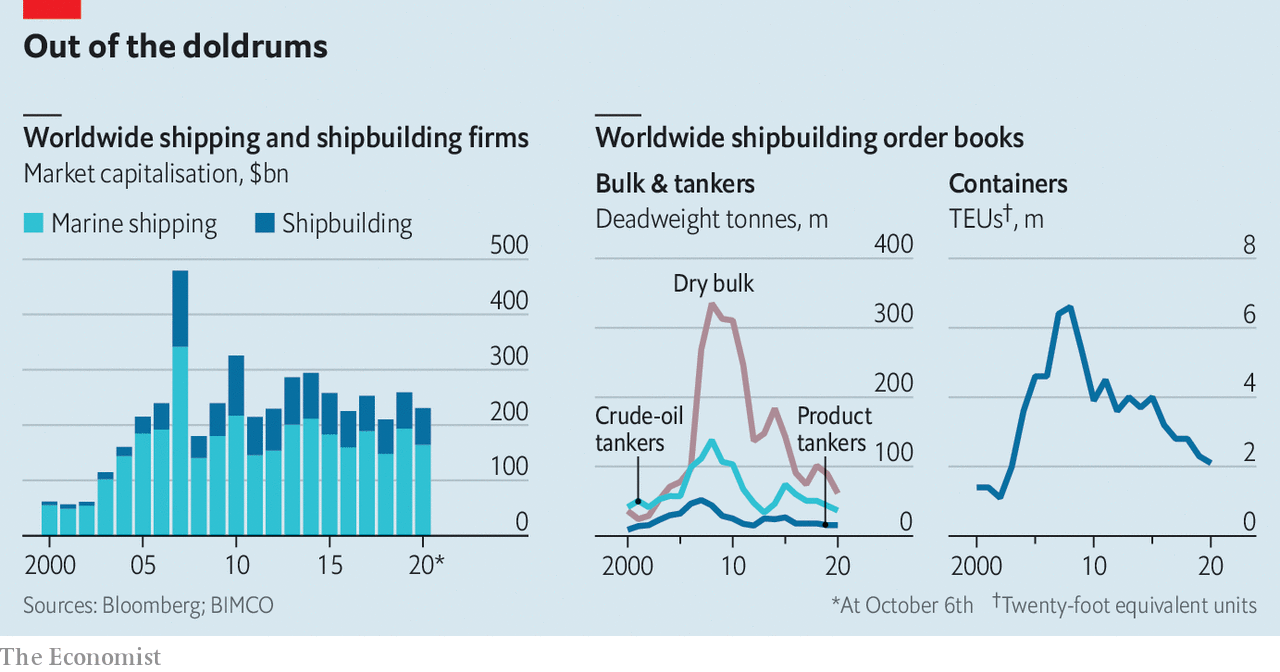 Out of the doldrums
Worldwide shipping and shipbuilding firms
Market capitalisation, $bn
Marine shipping
Shipbuilding
500
400
300
200
100
0
2000
05
10
15
20*
Worldwide shipbuilding order books
Bulk & tankers
Deadweight tonnes, m
400
Dry bulk
300
200
Crude-oil
tankers
Product
tankers
100
0
2000
10
20
Containers
TEUs†, m
8
6
4
2
0
2000
10
20
Sources: Bloomberg; BIMCO
*At October 6th †Twenty-foot equivalent units
The Economist